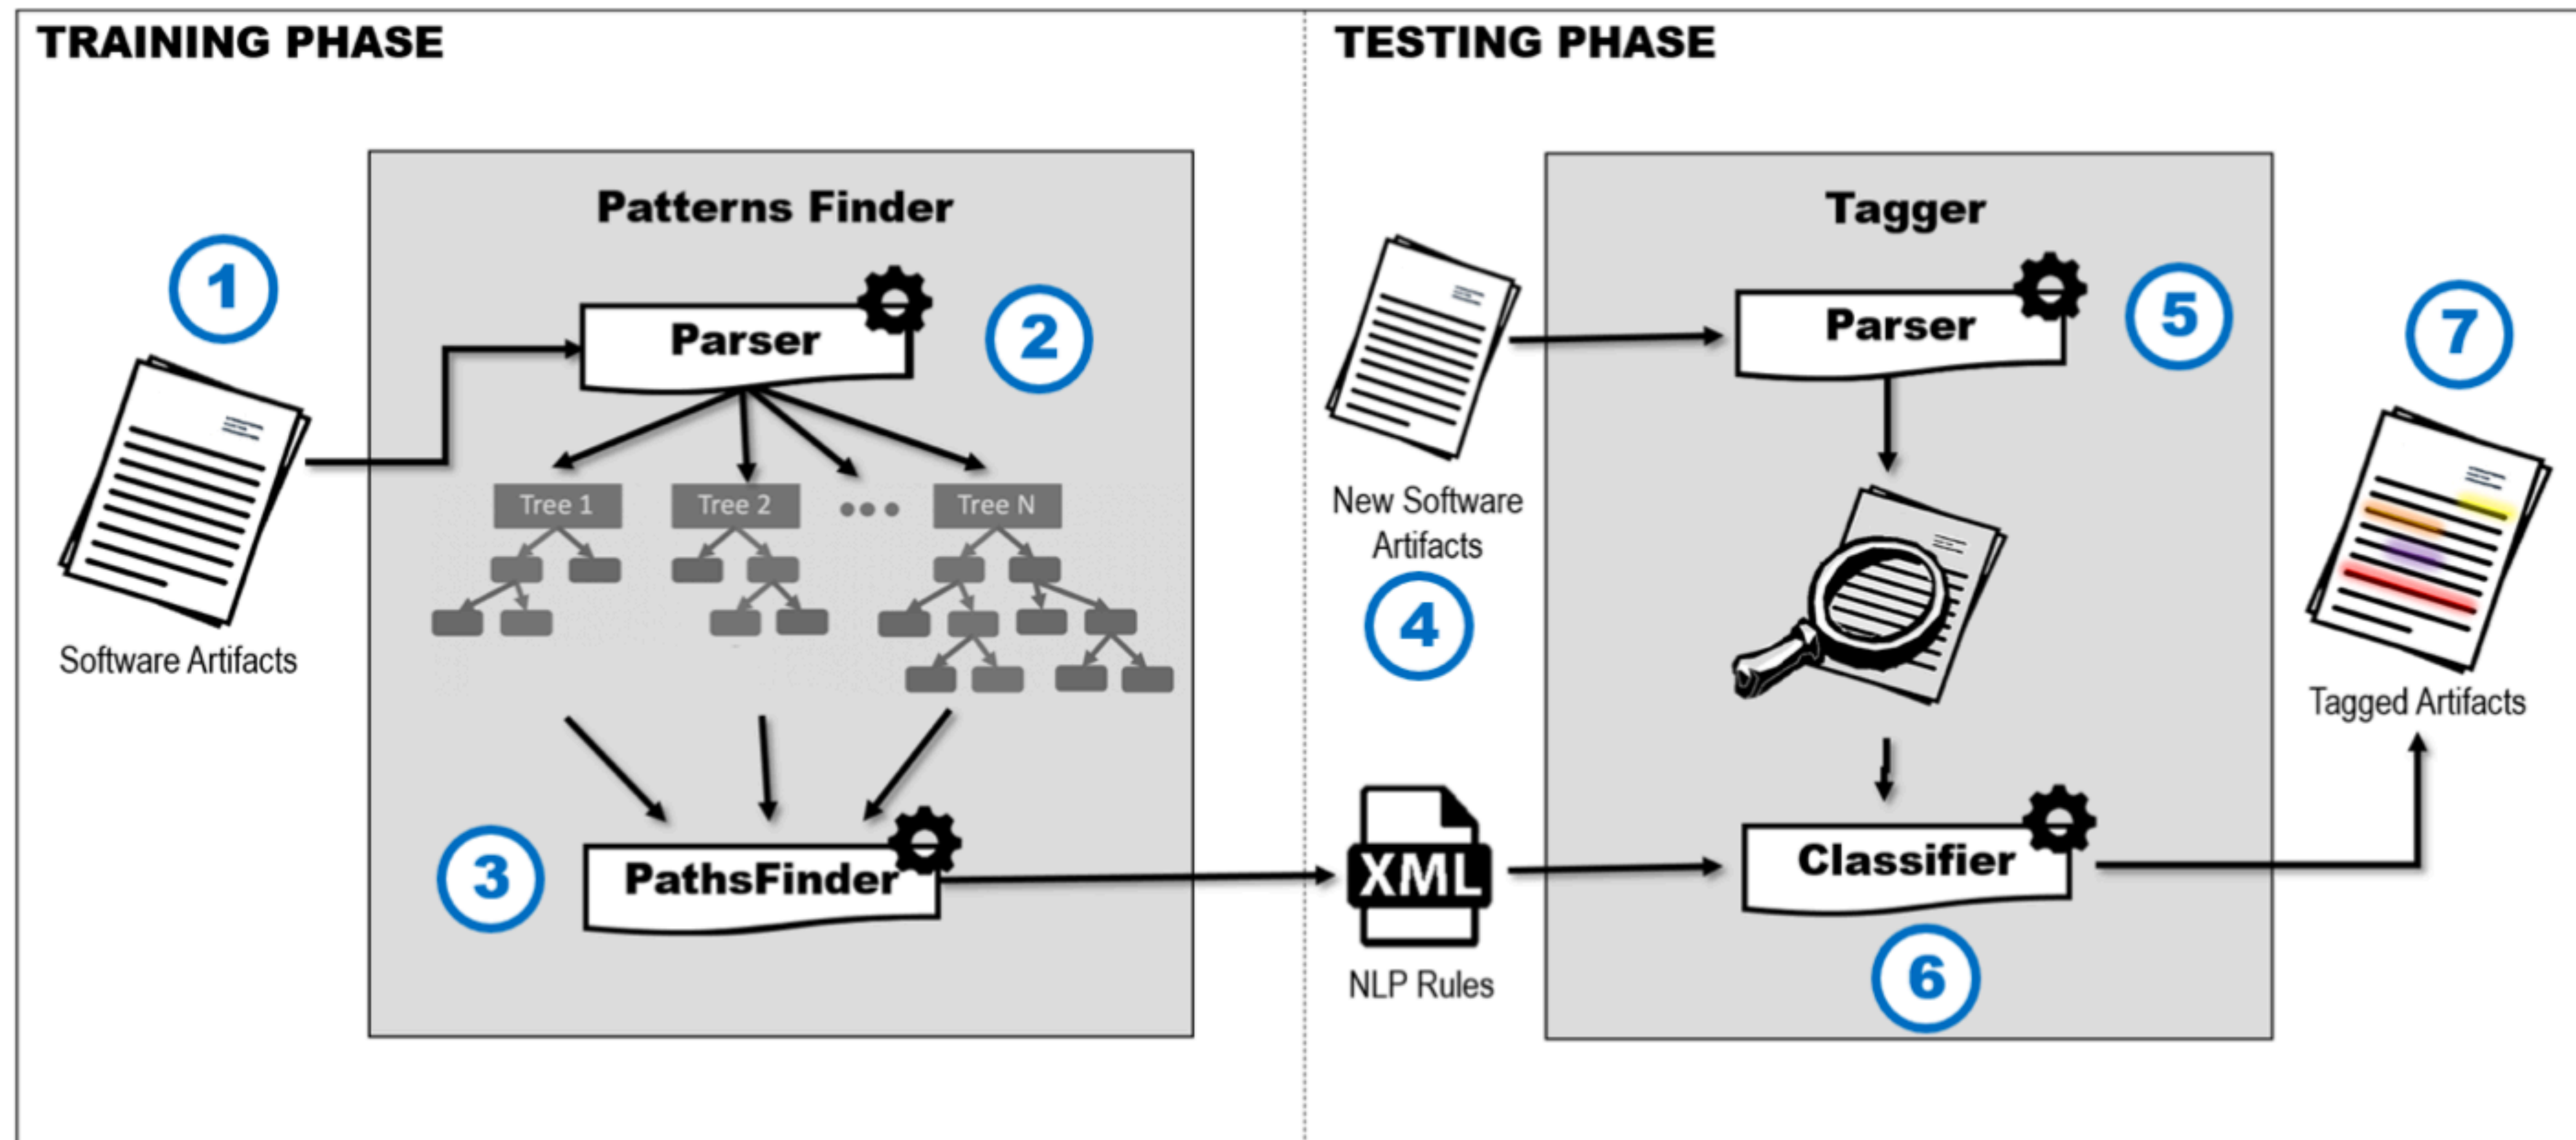 TRAINING PHASE
Patterns Finder
1
Parser
2
Tree 1
Tree 2
Tree N
Software Artifacts
3
PathsFinder
TESTING PHASE
Tagger
Parser
5
7
New Software
Artifacts
4
Tagged Artifacts
XML
Classifier
NLP Rules
6